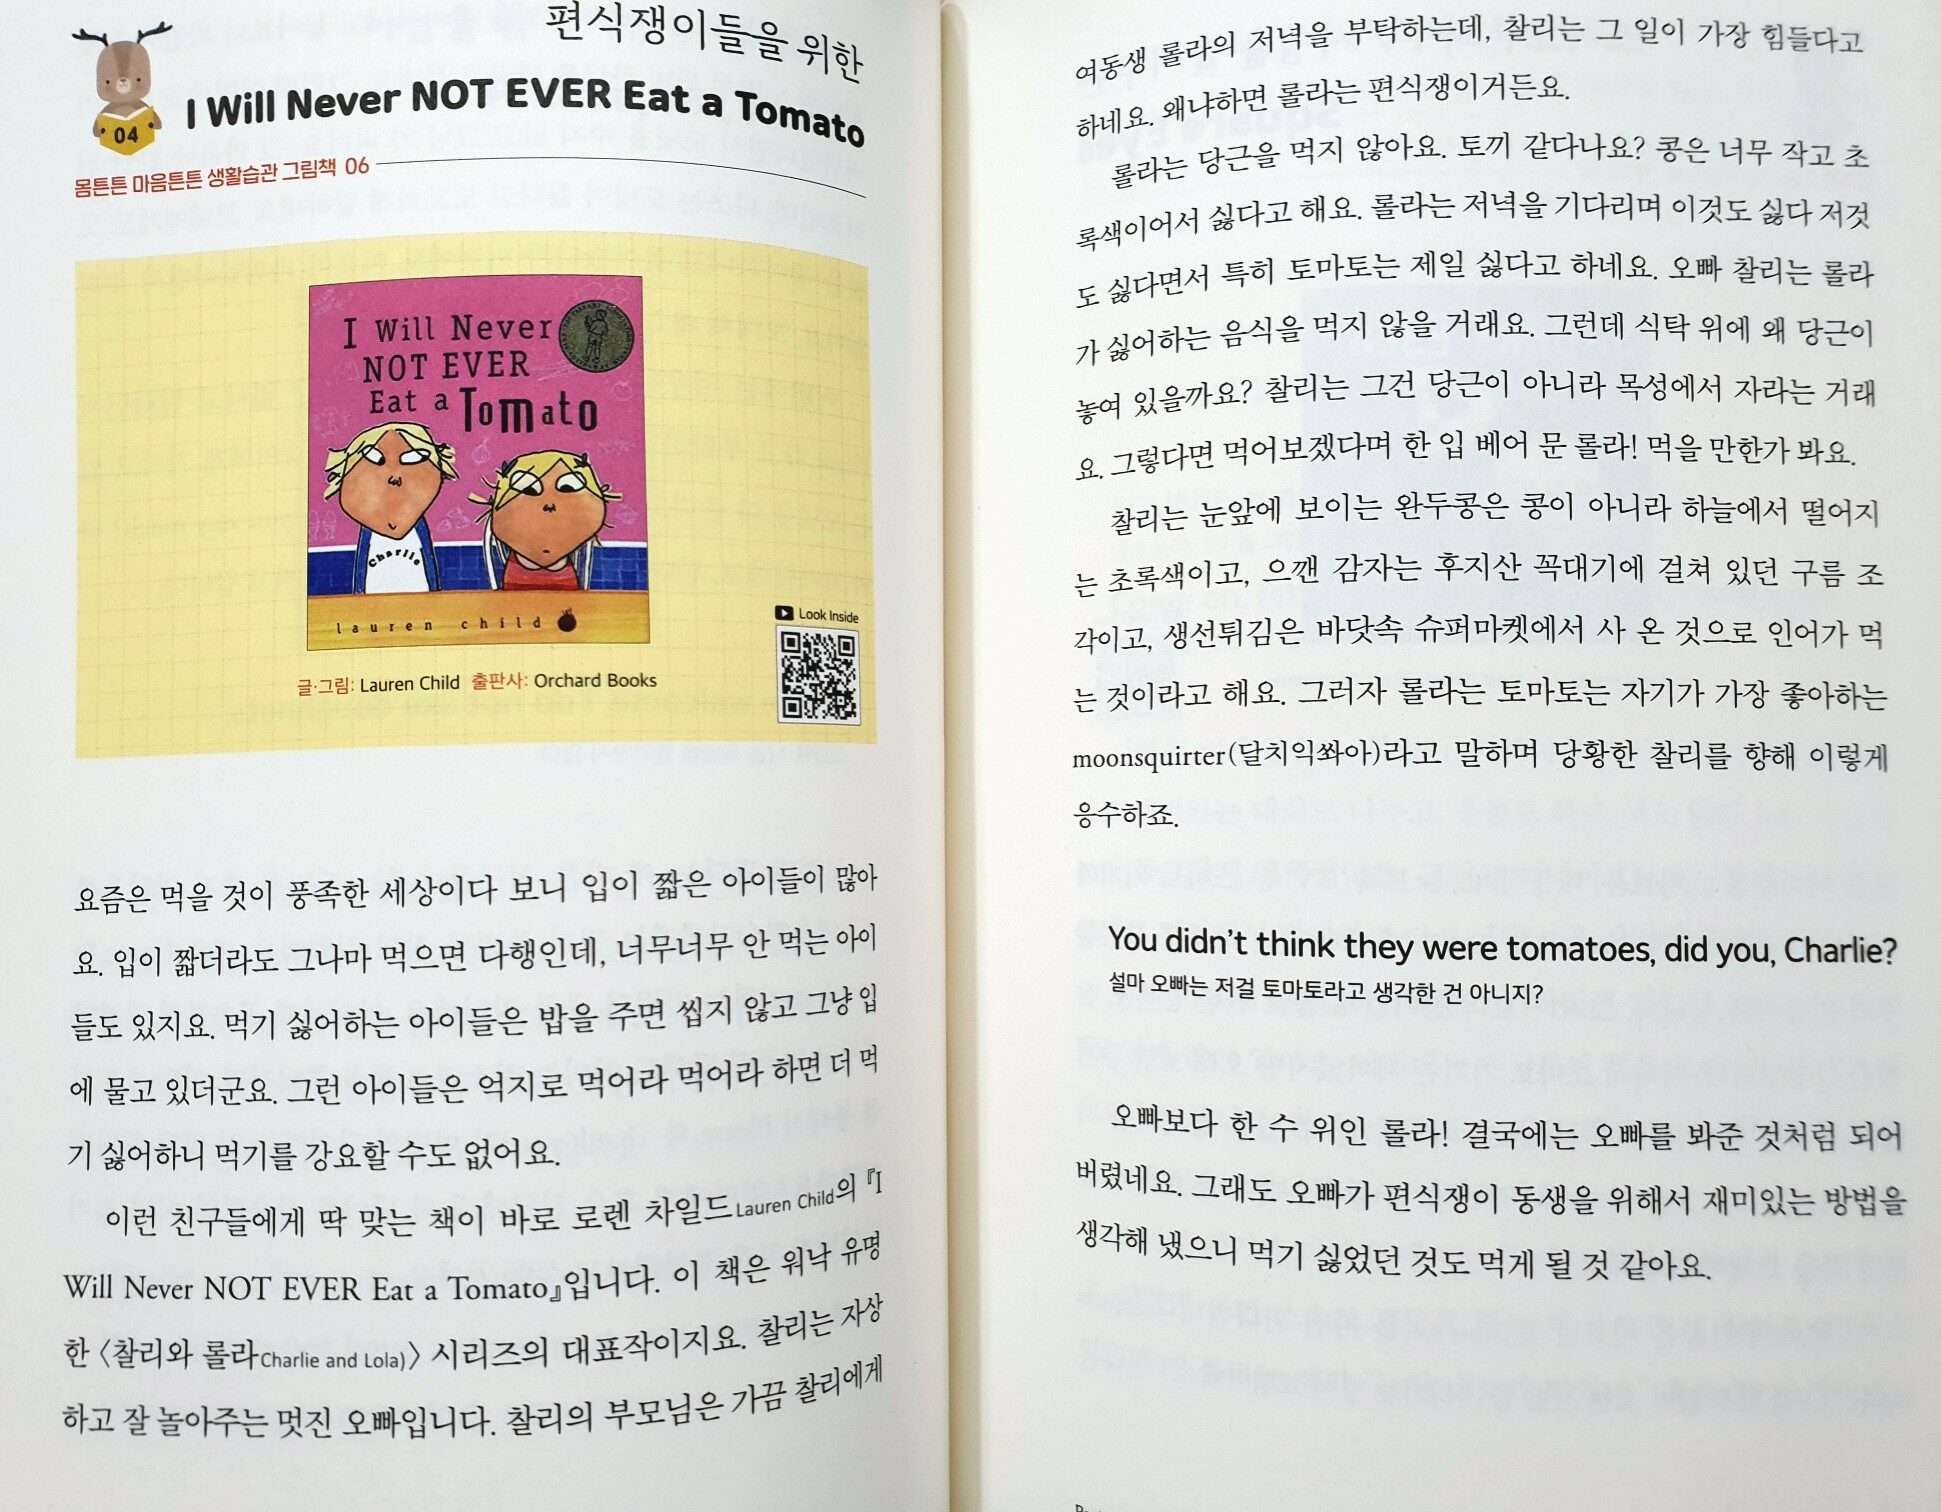 편식쟁이들을 위한
I Will Never NOT EVER Eat a Tomato
04
몸튼튼 마음튼튼 생활습관 그림책 06
I Will Never
NOT EVER
Eat a Tomato
Charlie
lauren child
Look Inside
글·그림: Lauren Child 출판사: Orchard Books
요즘은 먹을 것이 풍족한 세상이다 보니 입이 짧은 아이들이 많아
요. 입이 짧더라도 그나마 먹으면 다행인데, 너무너무 안 먹는 아이
들도 있지요. 먹기 싫어하는 아이들은 밥을 주면 씹지 않고 그냥 입
에 물고 있더군요. 그런 아이들은 억지로 먹어라 먹어라 하면 더 먹
기 싫어하니 먹기를 강요할 수도 없어요.
이런 친구들에게 딱 맞는 책이 바로 로렌 차일드Lauren Child의 『I
Will Never NOT EVER Eat a Tomato』입니다. 이 책은 워낙 유명
한 〈찰리와 롤라Charlie and Lola)〉 시리즈의 대표작이지요. 찰리는 자상
하고 잘 놀아주는 멋진 오빠입니다. 찰리의 부모님은 가끔 찰리에게
여동생 롤라의 저녁을 부탁하는데, 찰리는 그 일이 가장 힘들다고
하네요. 왜냐하면 롤라는 편식쟁이거든요.
롤라는 당근을 먹지 않아요. 토끼 같다나요? 콩은 너무 작고 초
록색이어서 싫다고 해요. 롤라는 저녁을 기다리며 이것도 싫다 저것
도 싫다면서 특히 토마토는 제일 싫다고 하네요. 오빠 찰리는 롤라
가 싫어하는 음식을 먹지 않을 거래요. 그런데 식탁 위에 왜 당근이
놓여 있을까요? 찰리는 그건 당근이 아니라 목성에서 자라는 거래
요. 그렇다면 먹어보겠다며 한 입 베어 문 롤라! 먹을 만한가 봐요.
찰리는 눈앞에 보이는 완두콩은 콩이 아니라 하늘에서 떨어지
는 초록색이고, 으깬 감자는 후지산 꼭대기에 걸쳐 있던 구름 조
각이고, 생선튀김은 바닷속 슈퍼마켓에서 사 온 것으로 인어가 먹
는 것이라고 해요. 그러자 롤라는 토마토는 자기가 가장 좋아하는
moonsquirter(달치익쏴아)라고 말하며 당황한 찰리를 향해 이렇게
응수하죠.
You didn't think they were tomatoes, did you, Charlie?
설마 오빠는 저걸 토마토라고 생각한 건 아니지?
오빠보다 한 수 위인 롤라! 결국에는 오빠를 봐준 것처럼 되어
버렸네요. 그래도 오빠가 편식쟁이 동생을 위해서 재미있는 방법을
생각해 냈으니 먹기 싫었던 것도 먹게 될 것 같아요.